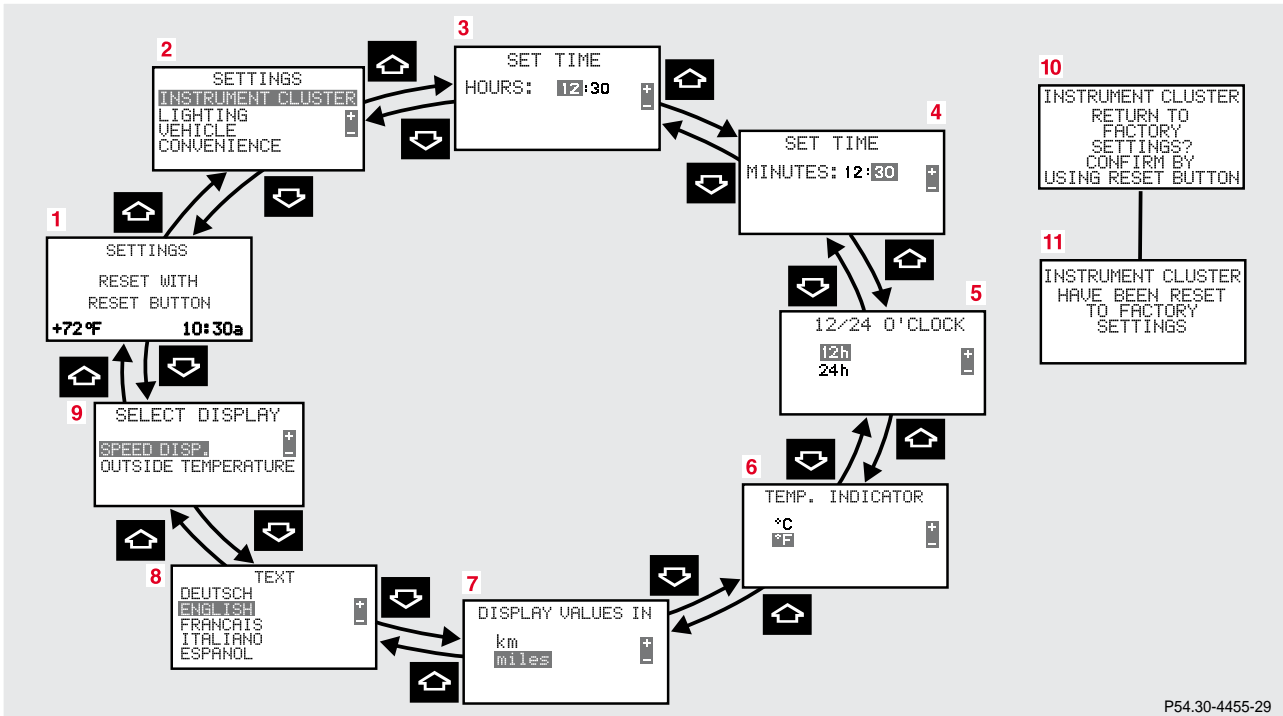 1
SETTINGS
RESET WITH
RESET BUTTON
+72°F 10:30a
2
SETTINGS
INSTRUMENT CLUSTER
LIGHTING
VEHICLE
CONVENIENCE
+
−
3
SET TIME
HOURS: 12:30
+
−
4
SET TIME
MINUTES: 12:30
+
−
5
12/24 O'CLOCK
12h
24h
+
−
6
TEMP. INDICATOR
°C
°F
+
−
7
DISPLAY VALUES IN
km
miles
+
−
8
TEXT
DEUTSCH
ENGLISH
FRANCAIS
ITALIANO
ESPANOL
+
−
9
SELECT DISPLAY
SPEED DISP.
OUTSIDE TEMPERATURE
+
−
10
INSTRUMENT CLUSTER
RETURN TO
FACTORY
SETTINGS?
CONFIRM BY
USING RESET BUTTON
11
INSTRUMENT CLUSTER
HAVE BEEN RESET
TO FACTORY
SETTINGS
P54.30-4455-29